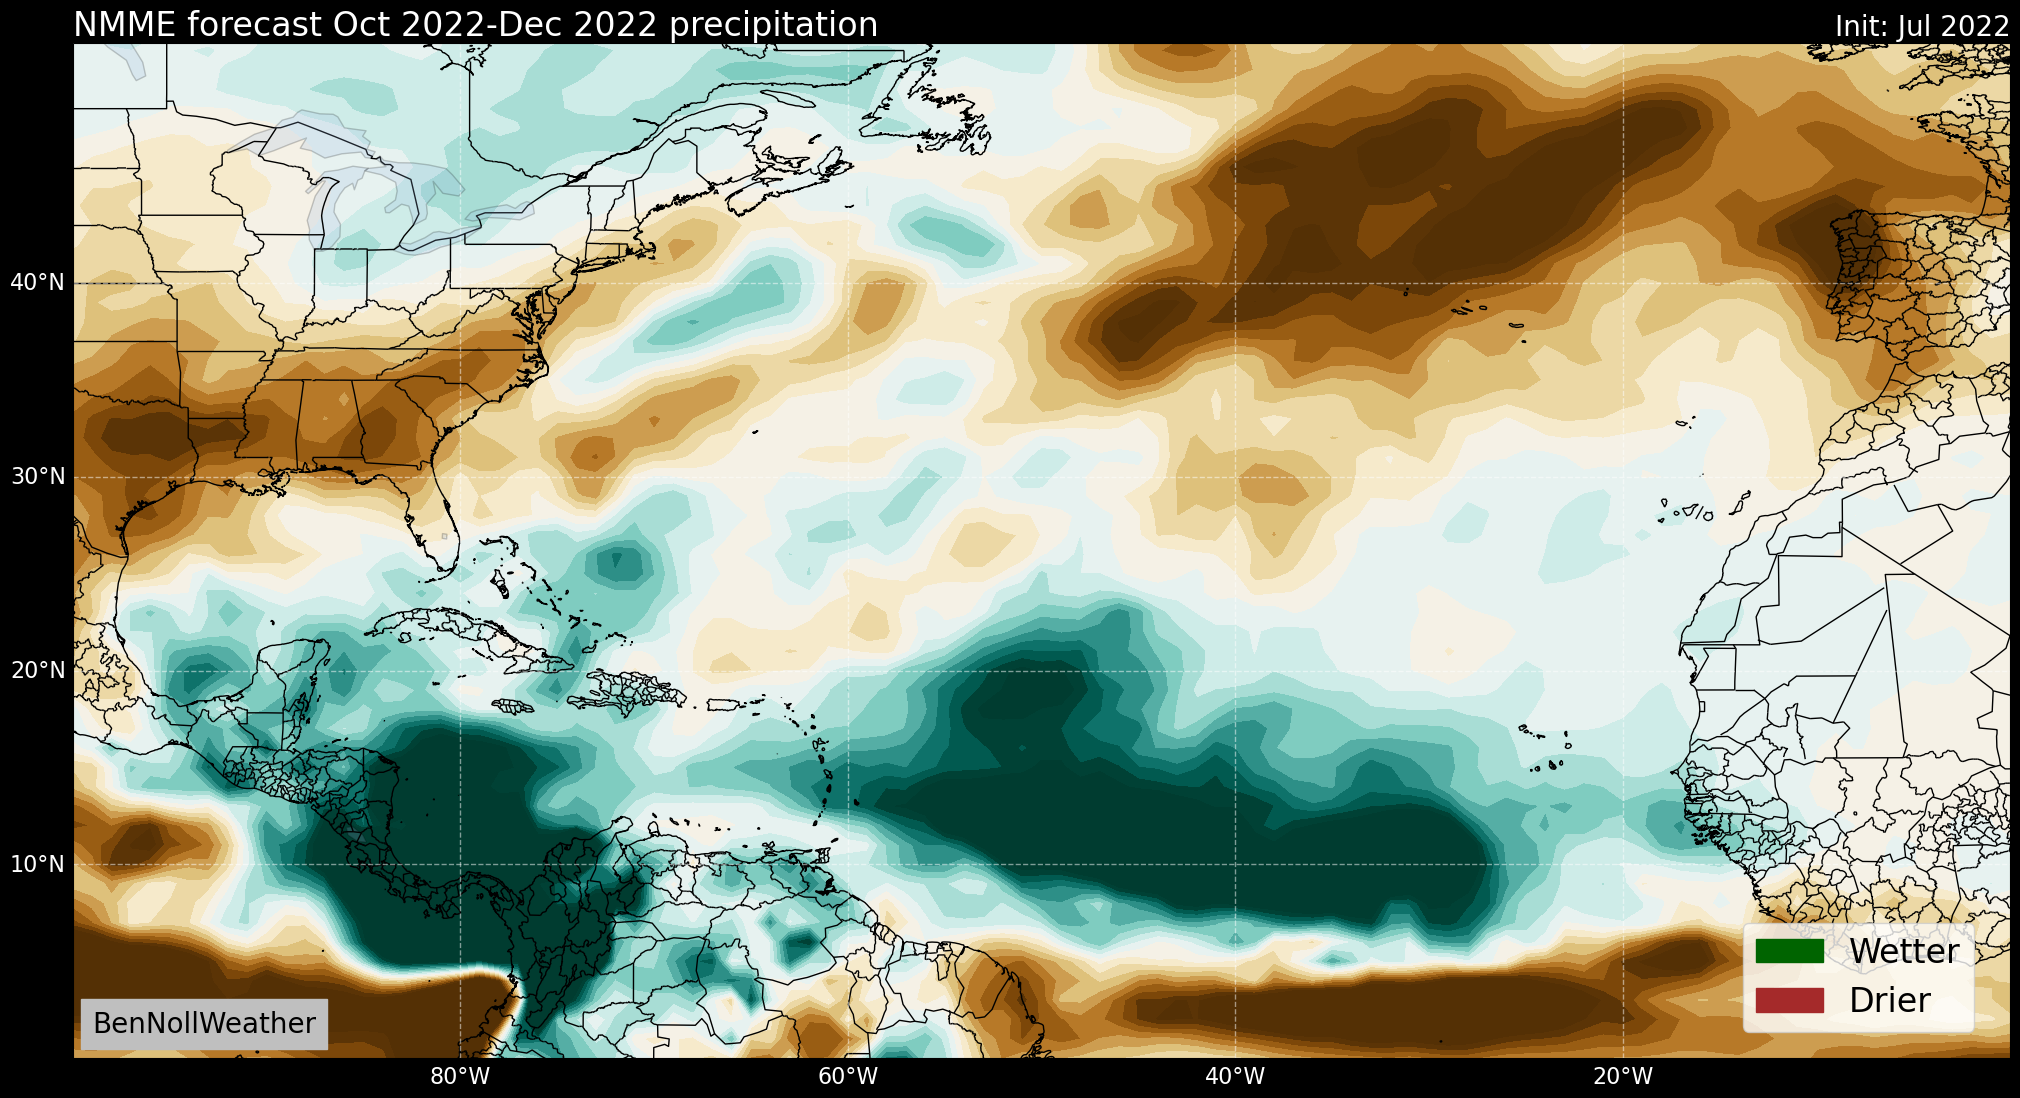 NMME forecast Oct 2022-Dec 2022 precipitation
Init: Jul 2022
40°N
30°N
20°N
10°N
Wetter
Drier
BenNollWeather
80°W
60°W
40°W
20°W